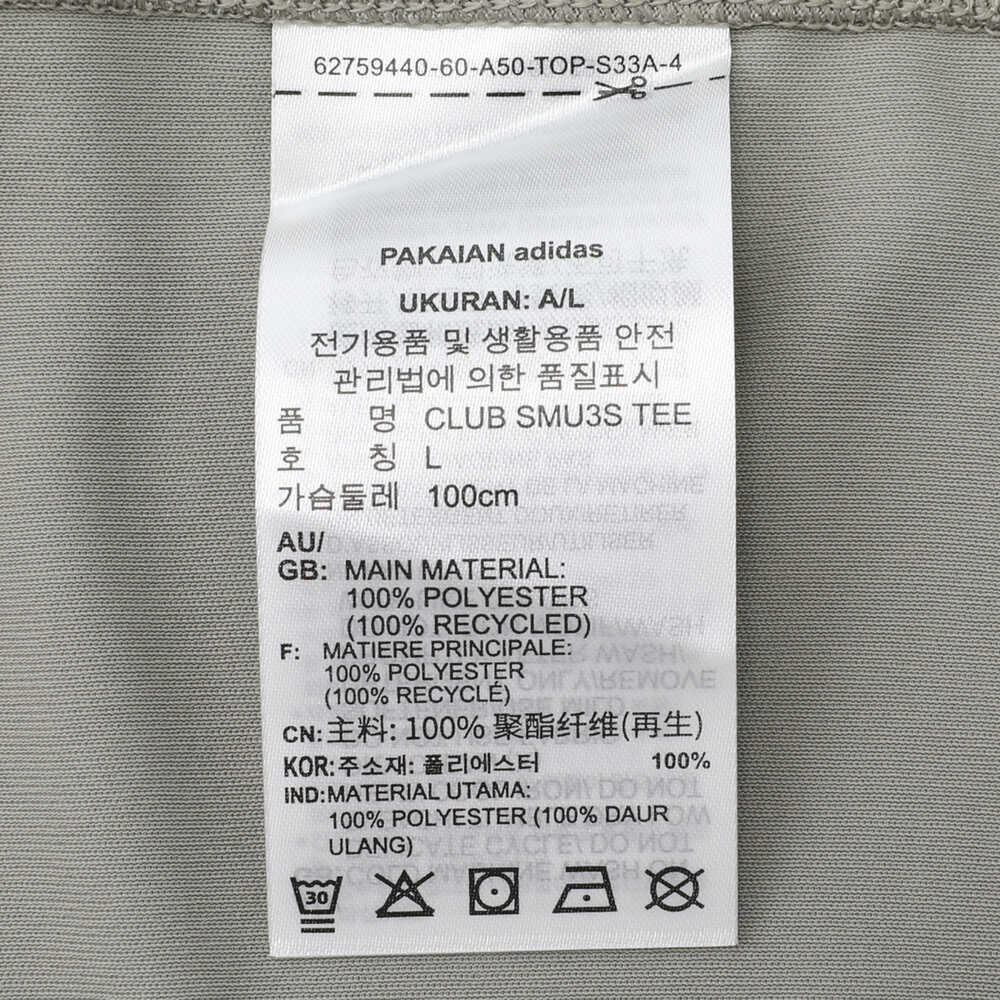 62759440-60-A50-TOP-S33A-4
PAKAIAN adidas
UKURAN: A/L
전기용품 및 생활용품 안전
관리법에 의한 품질표시
품 명 CLUB SMU3S TEE
호 칭 L
가슴둘레 100cm
AU/
GB: MAIN MATERIAL:
100% POLYESTER
(100% RECYCLED)
F: MATIERE PRINCIPALE:
100% POLYESTER
(100% RECYCLÉ)
CN: 主料: 100% 聚酯纤维(再生)
KOR: 주소재: 폴리에스터 100%
IND: MATERIAL UTAMA:
100% POLYESTER (100% DAUR
ULANG)
30